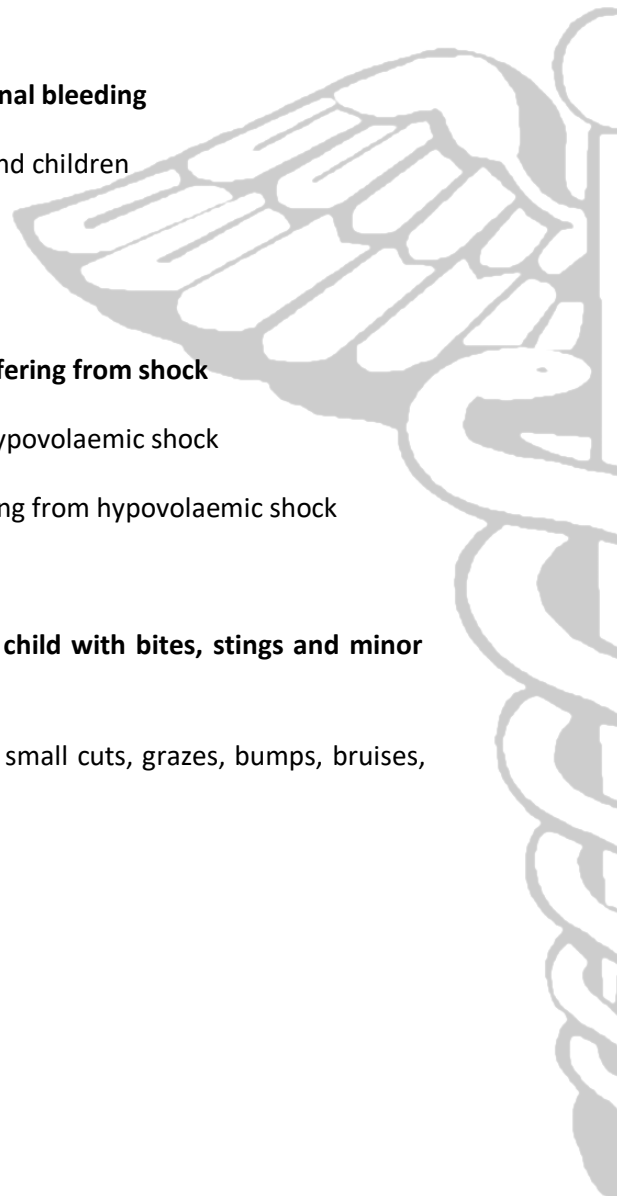 nal bleeding
nd children
fering from shock
ypovolaemic shock
ng from hypovolaemic shock
child with bites, stings and minor
small cuts, grazes, bumps, bruises,